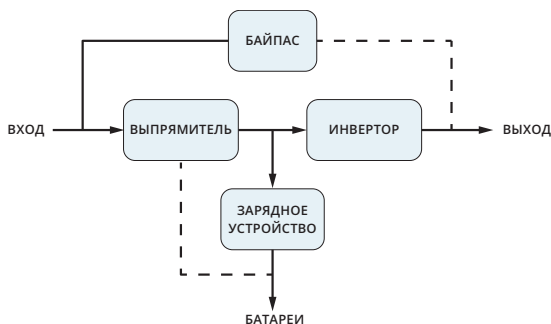 БАЙПАС
ВХОД
ВЫПРЯМИТЕЛЬ
ИНВЕРТОР
ВЫХОД
ЗАРЯДНОЕ
УСТРОЙСТВО
БАТАРЕИ